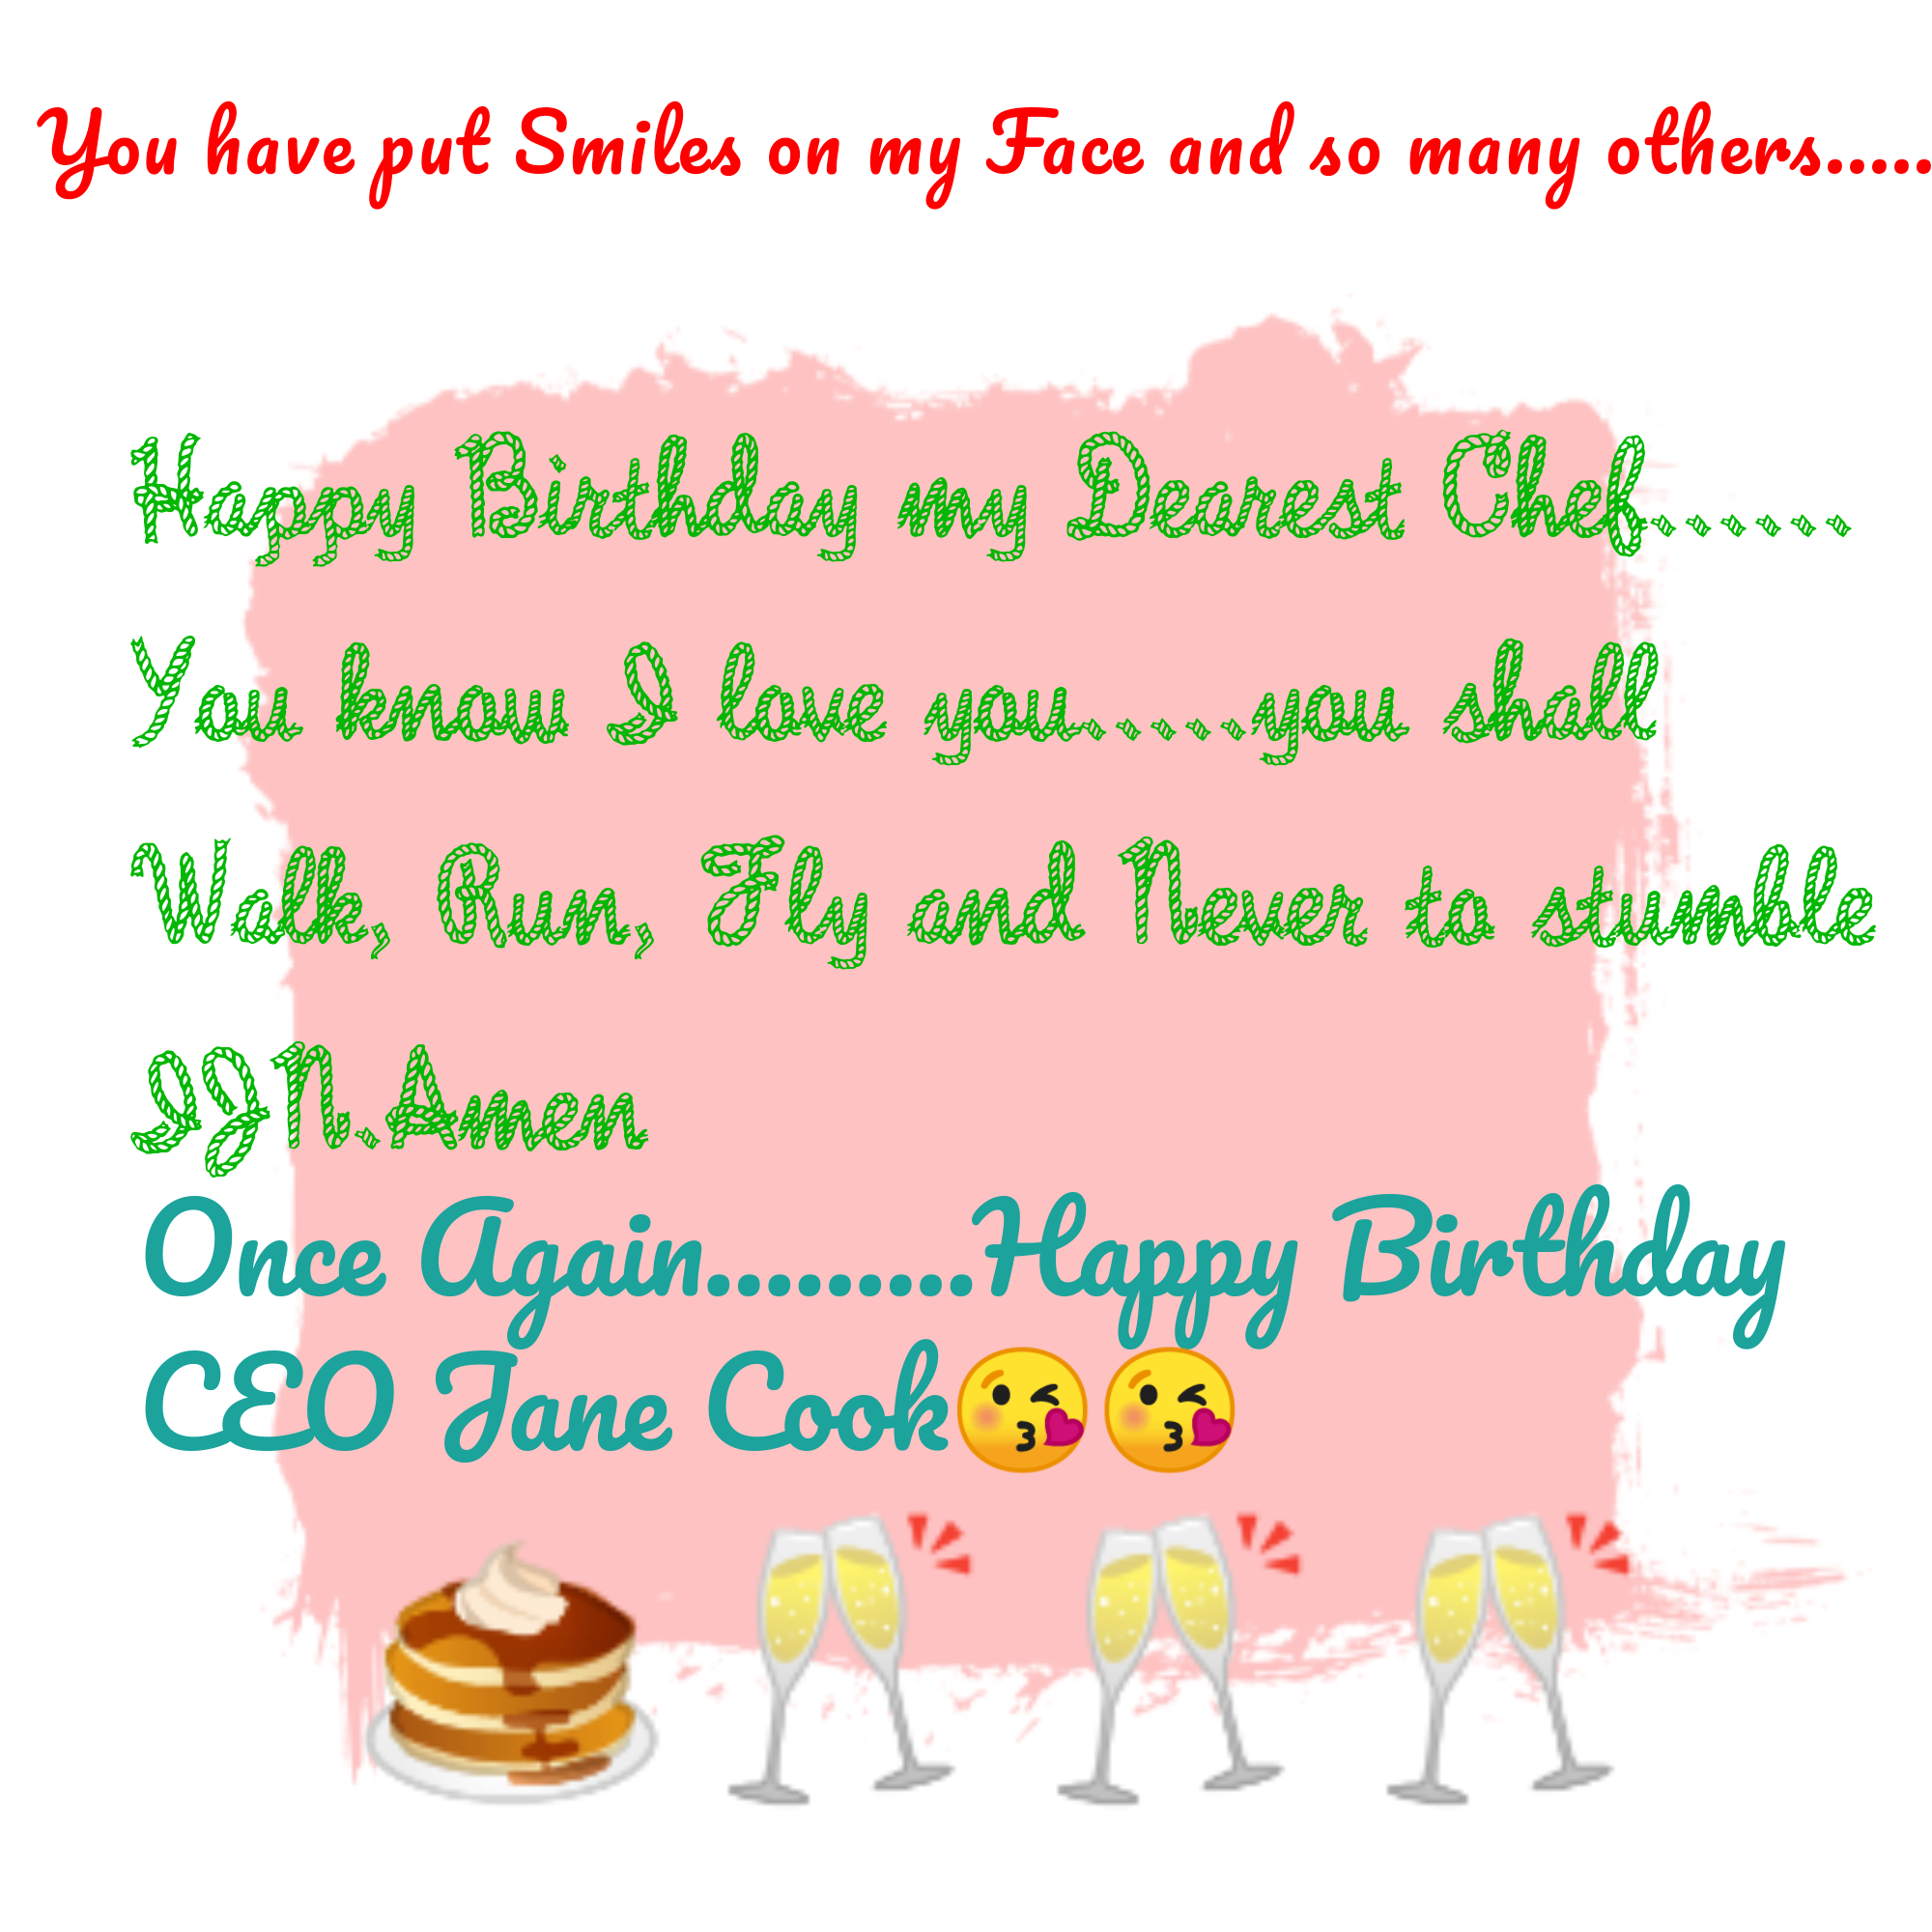 You have put Smiles on my Face and so many others.....
Happy Birthday my Dearest Chef......
You know I love you.....you shall
Walk, Run, Fly and Never to stumble
IJN.Amen
Once Again.........Happy Birthday
CEO Jane Cook😘😘